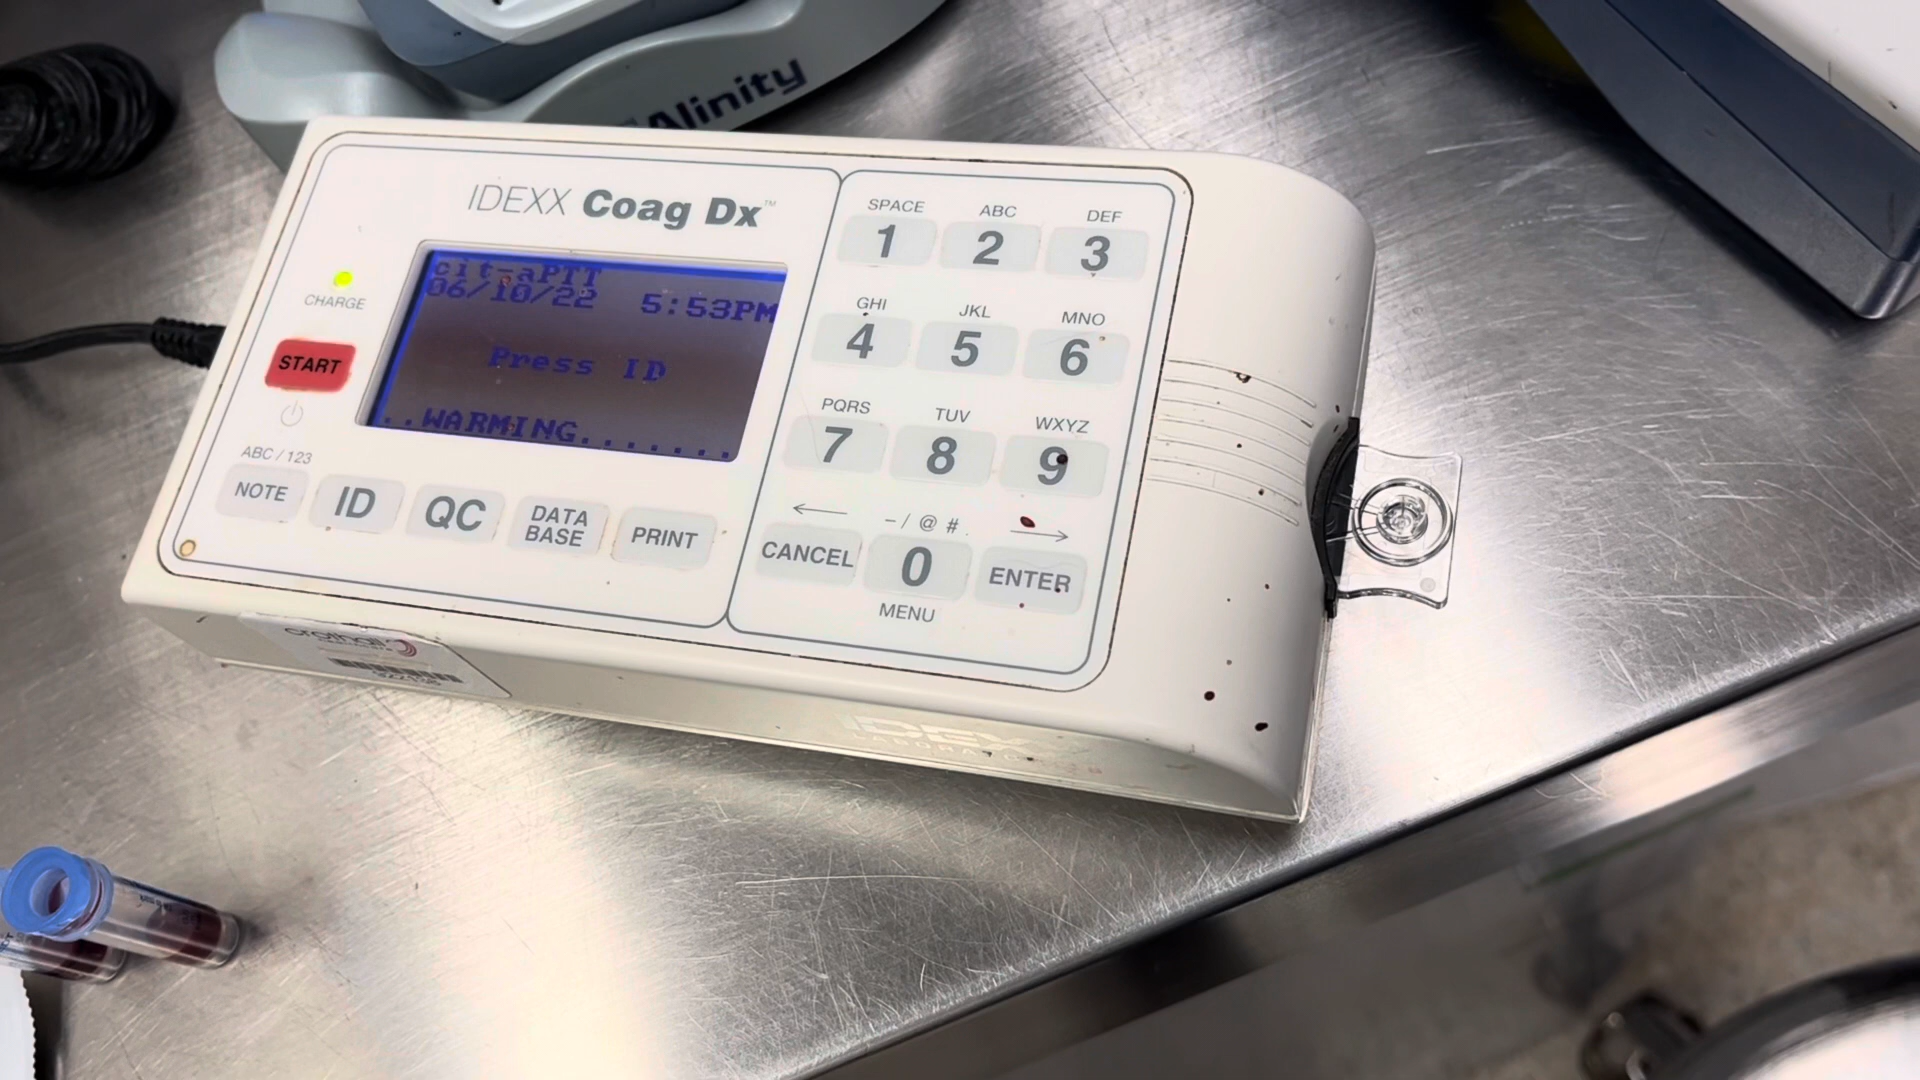 Alinity
IDEXX Coag Dx™
CHARGE
START
cit-aPTT
06/10/22 5:53PM
Press ID
..WARMING.......
ABC / 123
NOTE
ID
QC
DATA
BASE
PRINT
SPACE
1
ABC
2
DEF
3
GHI
4
JKL
5
MNO
6
PQRS
7
TUV
8
WXYZ
9
← - / @ # →
CANCEL
0
ENTER
MENU
crothall
IDEXX